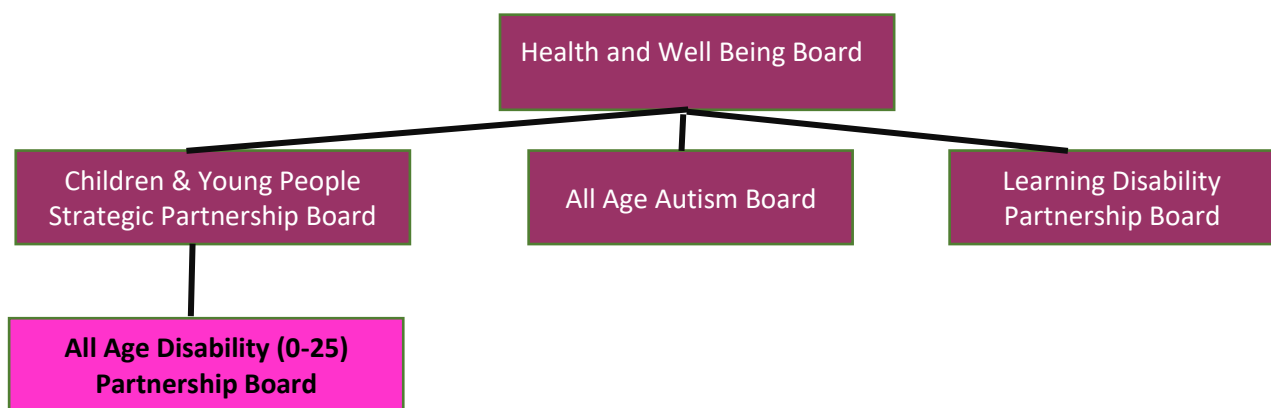 Health and Well Being Board
Children & Young People
Strategic Partnership Board
All Age Autism Board
Learning Disability
Partnership Board
All Age Disability (0-25)
Partnership Board